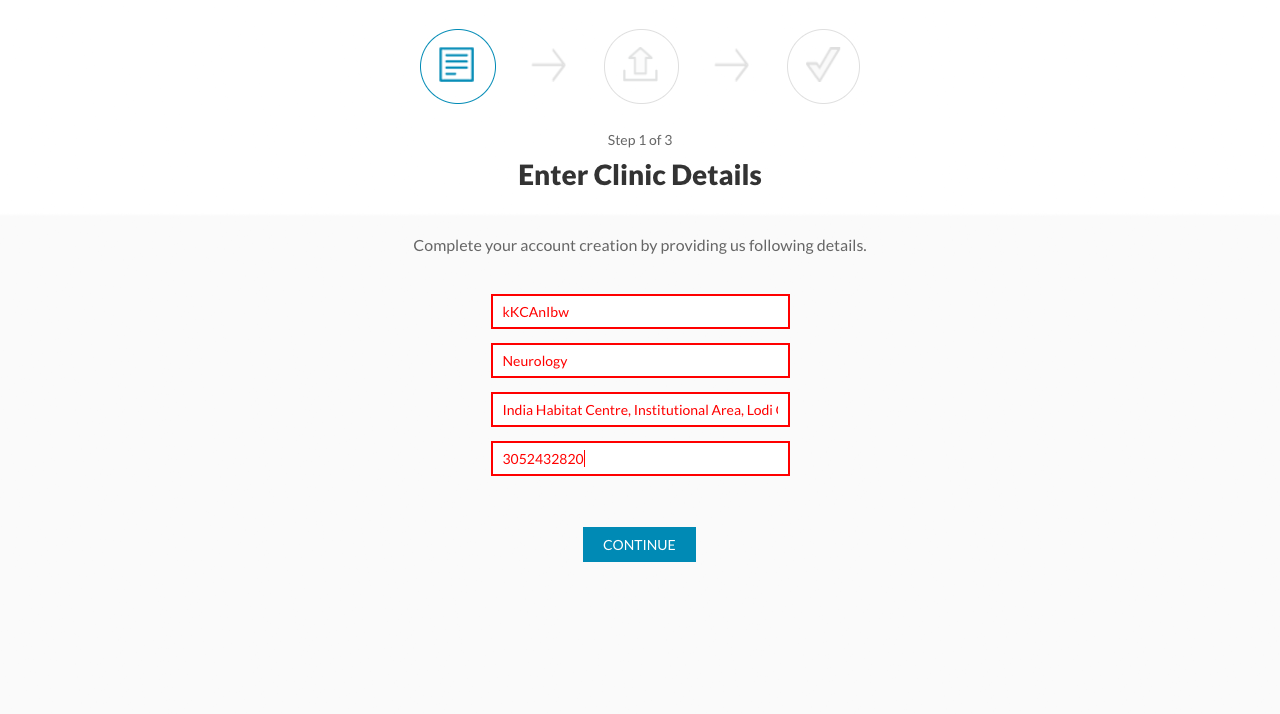 Step 1 of 3
Enter Clinic Details
Complete your account creation by providing us following details.
kKCAnIbw
Neurology
India Habitat Centre, Institutional Area, Lodi
3052432820
CONTINUE